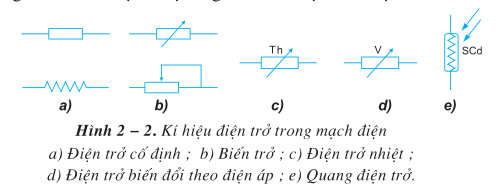 Th
V
SCd
a)
b)
c)
d)
e)
Hình 2 – 2. Kí hiệu điện trở trong mạch điện
a) Điện trở cố định ; b) Biến trở ; c) Điện trở nhiệt ;
d) Điện trở biến đổi theo điện áp ; e) Quang điện trở.